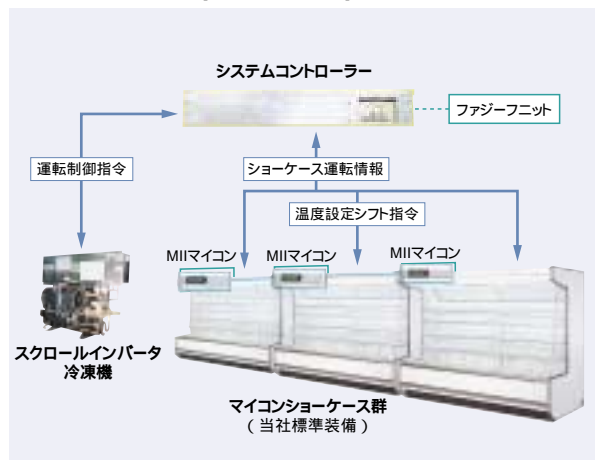 システムコントローラー
ファジーフニット
運転制御指令
ショーケース運転情報
温度設定シフト指令
MIIマイコン
MIIマイコン
MIIマイコン
スクロールインバータ
冷凍機
マイコンショーケース群
(当社標準装備)